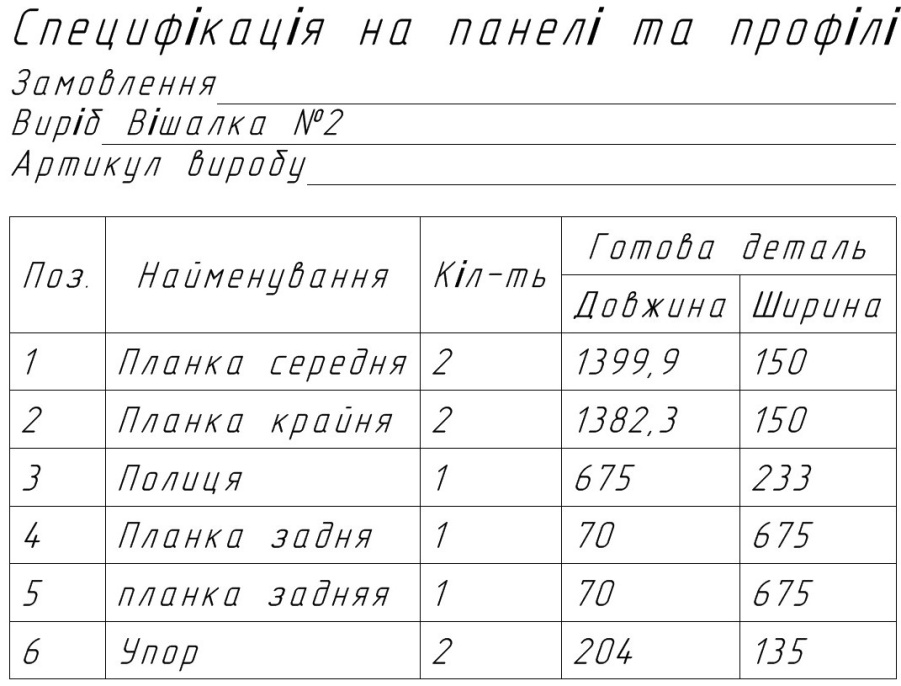 Специфікація на панелі та профілі
Замовлення
Виріб Вішалка №2
Артикул виробу
Поз. Найменування Кіл-ть Готова деталь
Довжина Ширина
1 Планка середня 2 1399,9 150
2 Планка крайня 2 1382,3 150
3 Полиця 1 675 233
4 Планка задня 1 70 675
5 планка задняя 1 70 675
6 Упор 2 204 135